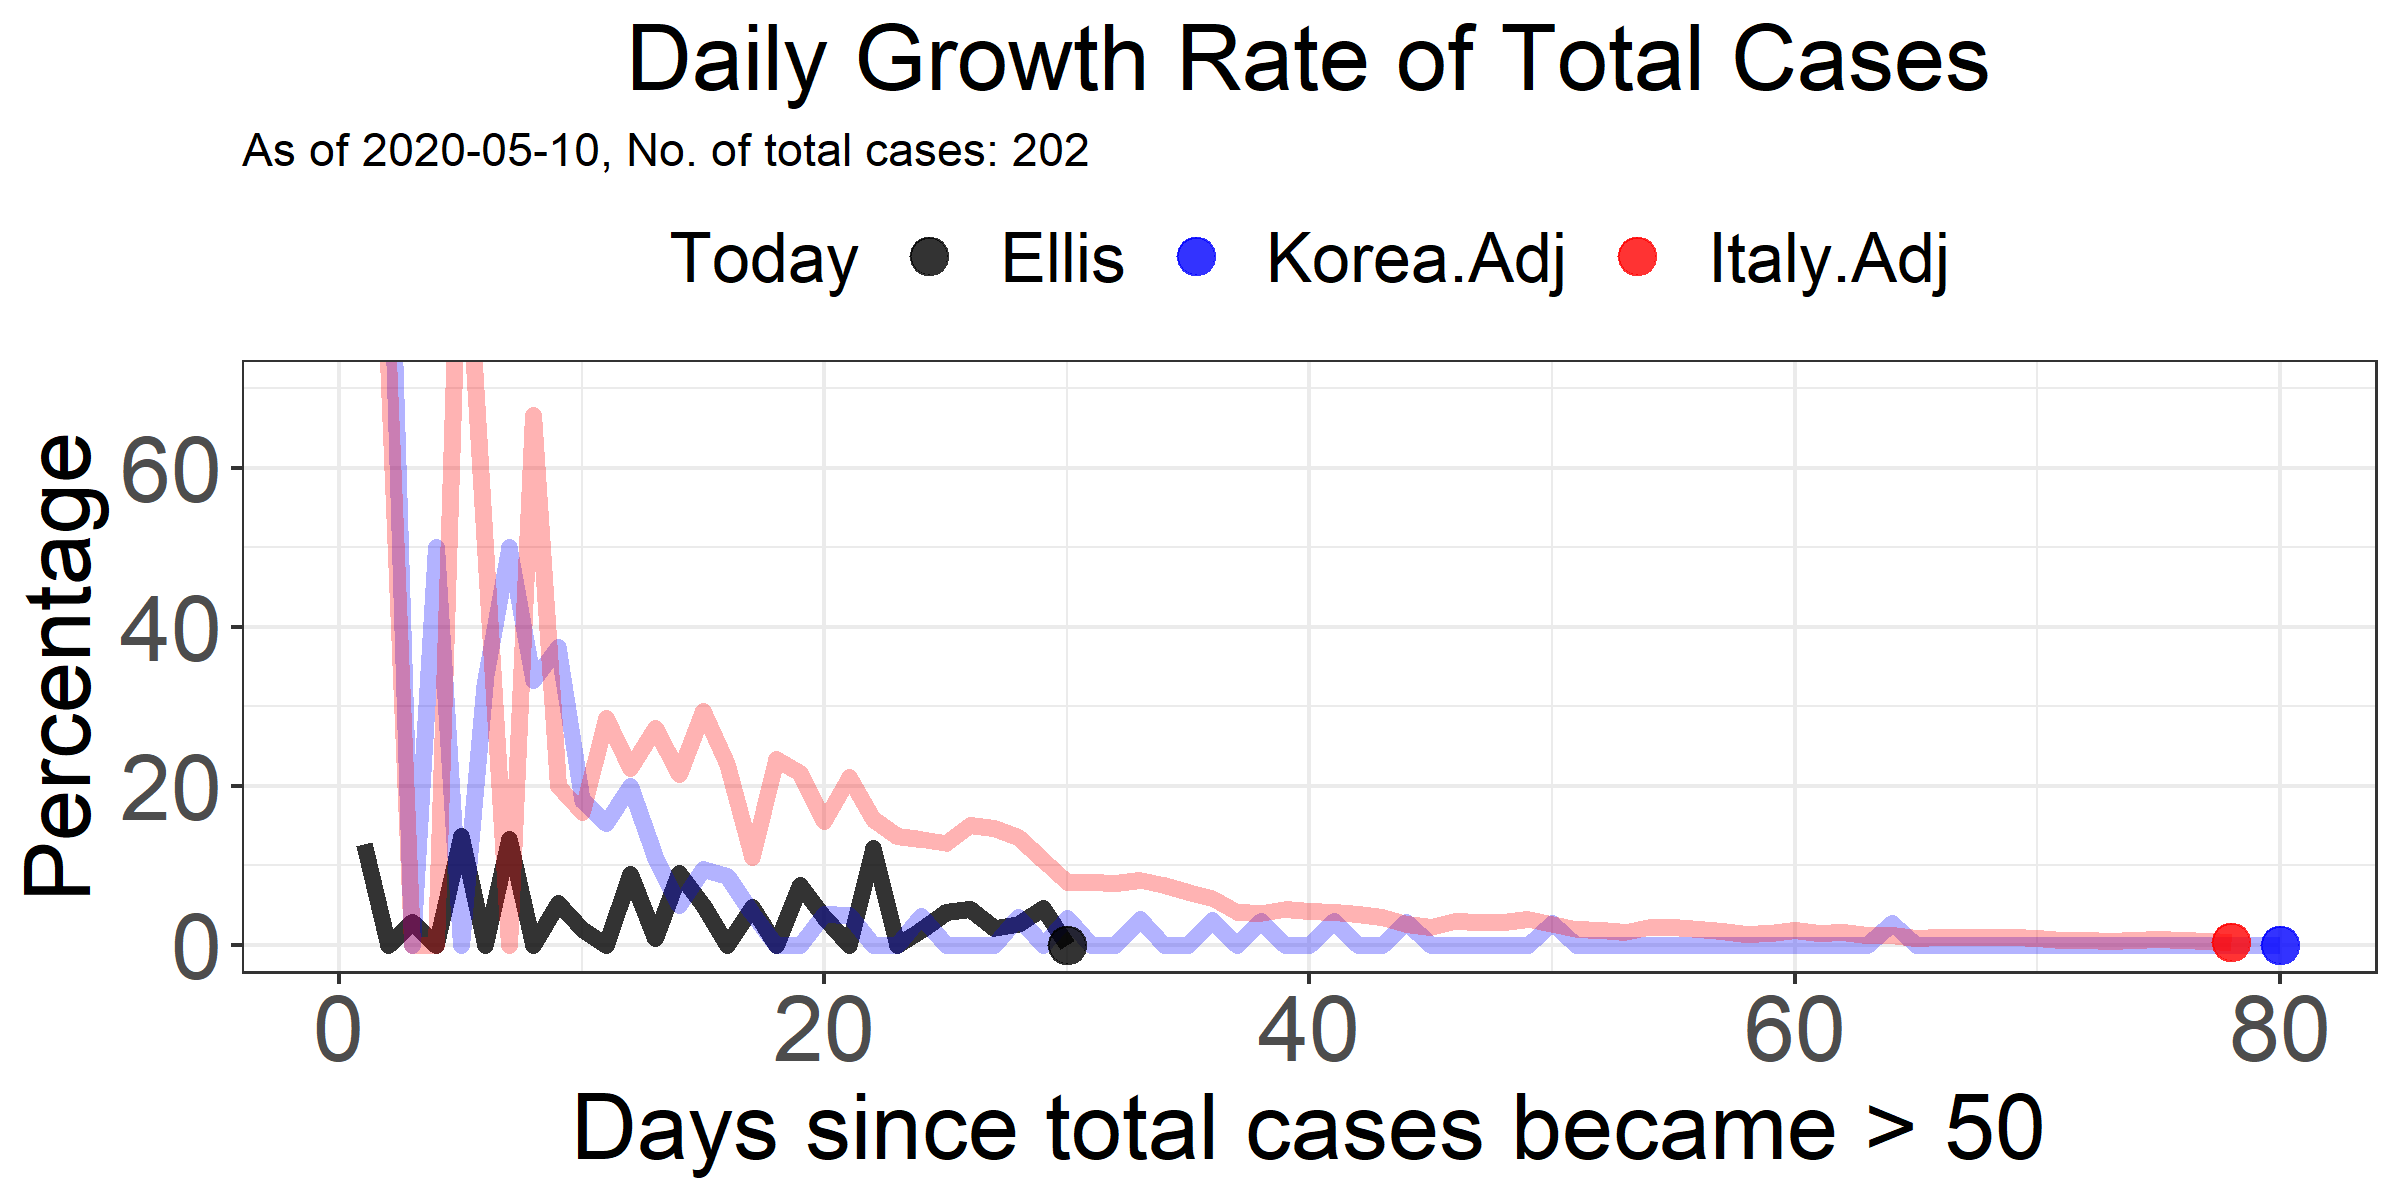 Daily Growth Rate of Total Cases
As of 2020-05-10, No. of total cases: 202
Today Ellis Korea.Adj Italy.Adj
Percentage
60
40
20
0
0 20 40 60 80
Days since total cases became > 50